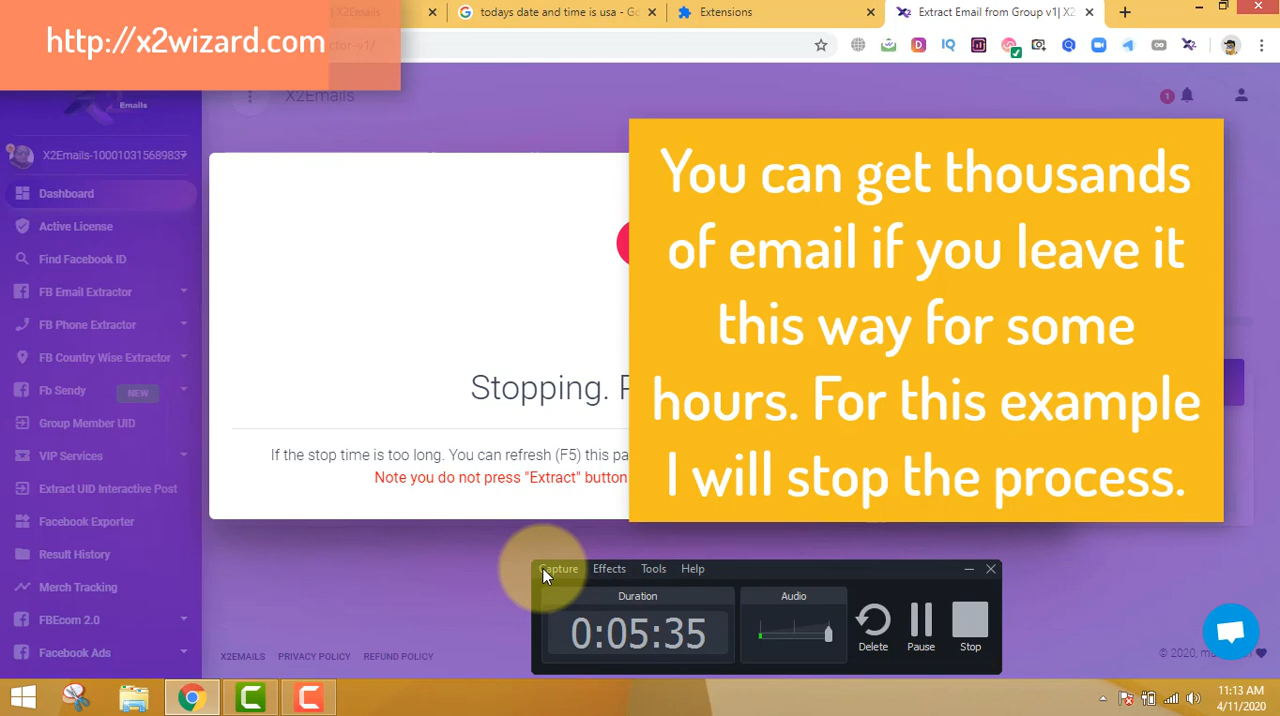 X2Emails
todays date and time is usa - Go
Extensions
Extract Email from Group v1| X2
http://x2wizard.com
or-v1/
Emails
X2Emails
1
X2Emails-100010315689837
Dashboard
Active License
Find Facebook ID
FB Email Extractor
FB Phone Extractor
FB Country Wise Extractor
Fb Sendy
NEW
Group Member UID
VIP Services
Extract UID Interactive Post
Facebook Exporter
Result History
Merch Tracking
FBEcom 2.0
Facebook Ads
You can get thousands
of email if you leave it
this way for some
hours. For this example
I will stop the process.
Stopping.
If the stop time is too long. You can refresh (F5) this pa
Note you do not press "Extract" button
Capture Effects Tools Help
Duration
Audio
0:05:35
Delete
Pause
Stop
X2EMAILS PRIVACY POLICY REFUND POLICY
© 2020,
11:13 AM
4/11/2020